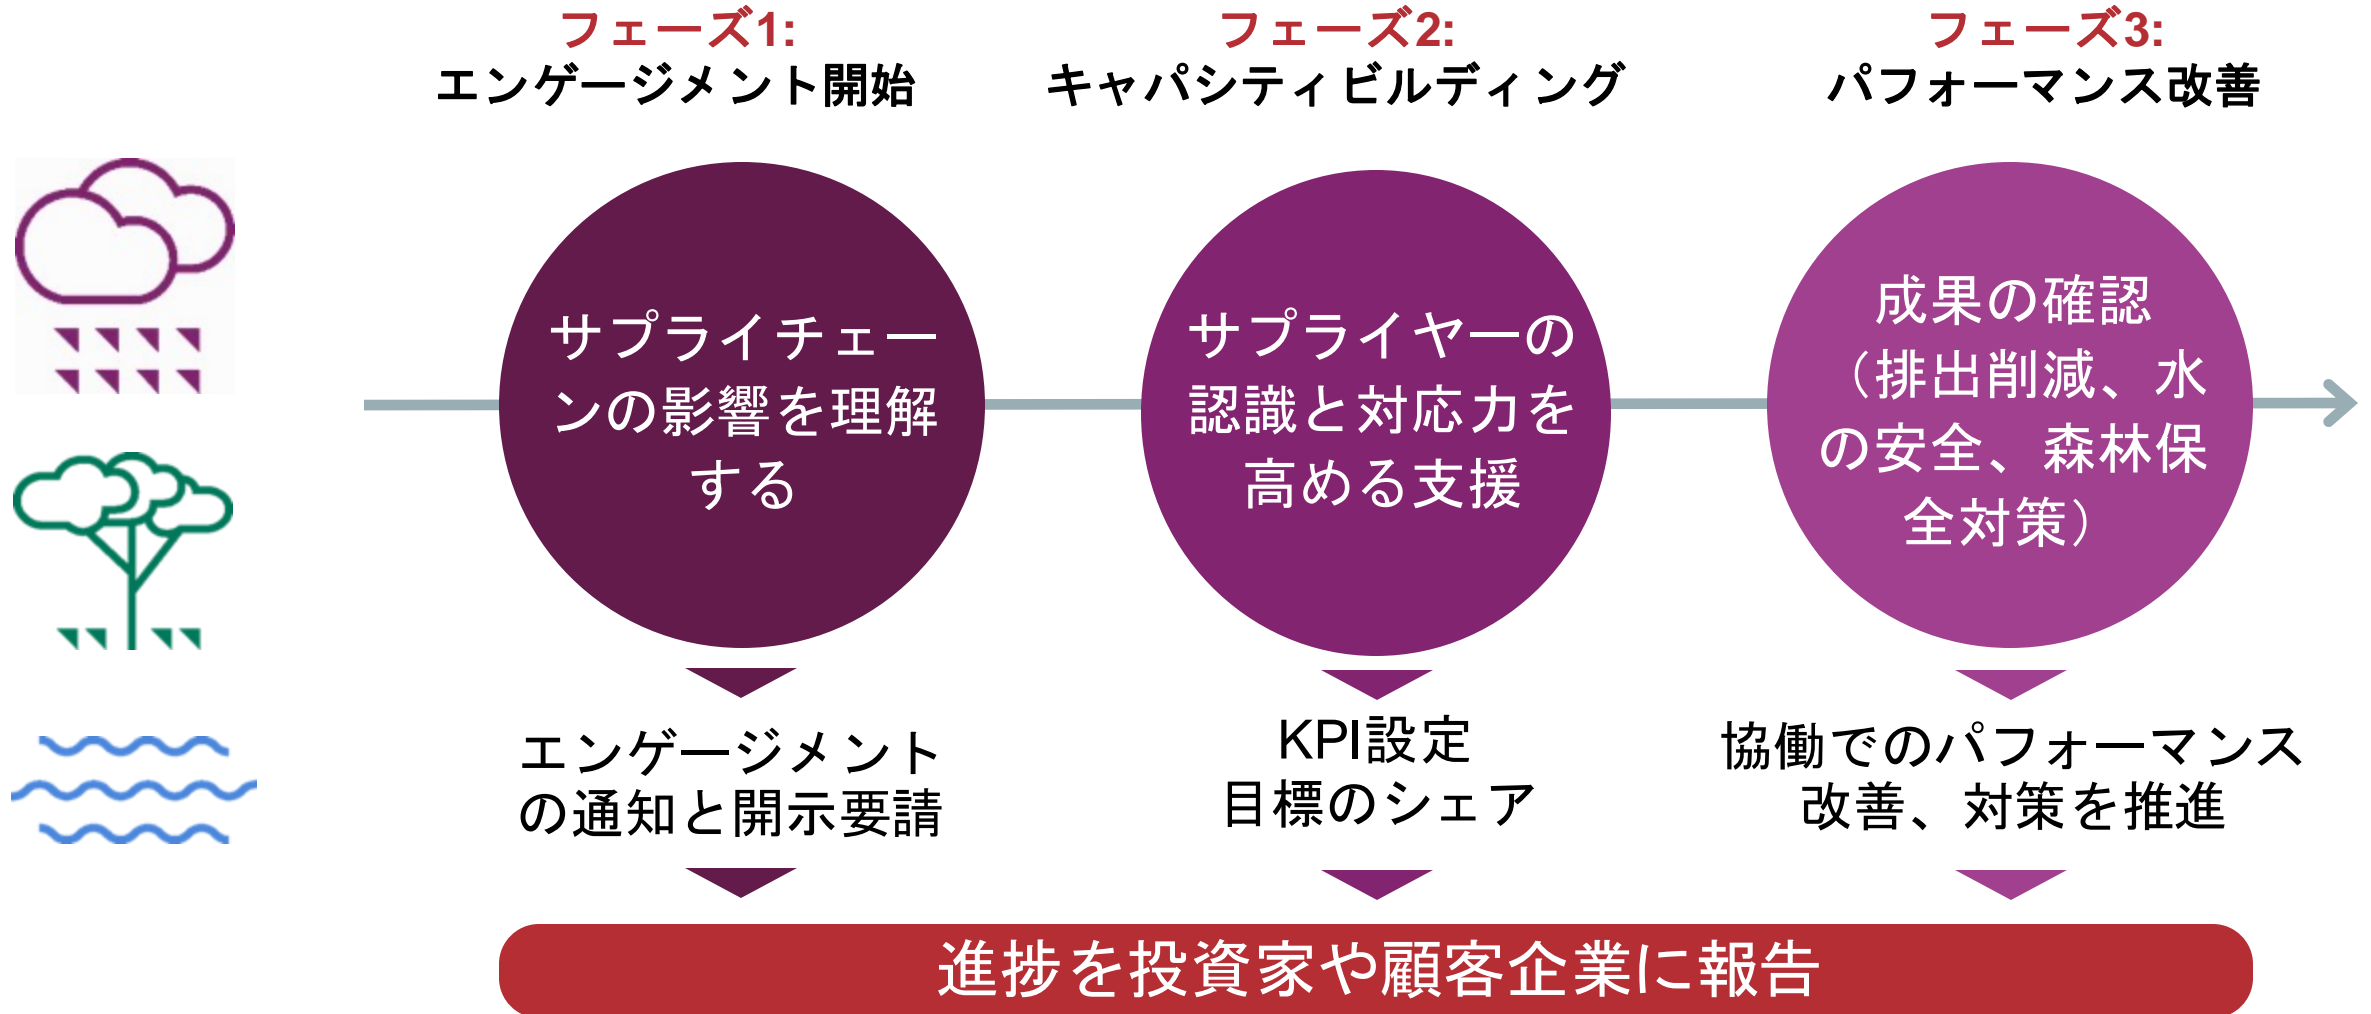 フェーズ1:
エンゲージメント開始
フェーズ2:
キャパシティビルディング
フェーズ3:
パフォーマンス改善
サプライチェー
ンの影響を理解
する
サプライヤーの
認識と対応力を
高める支援
成果の確認
（排出削減、水
の安全、森林保
全対策）
エンゲージメント
の通知と開示要請
KPI設定
目標のシェア
協働でのパフォーマンス
改善、対策を推進
進捗を投資家や顧客企業に報告